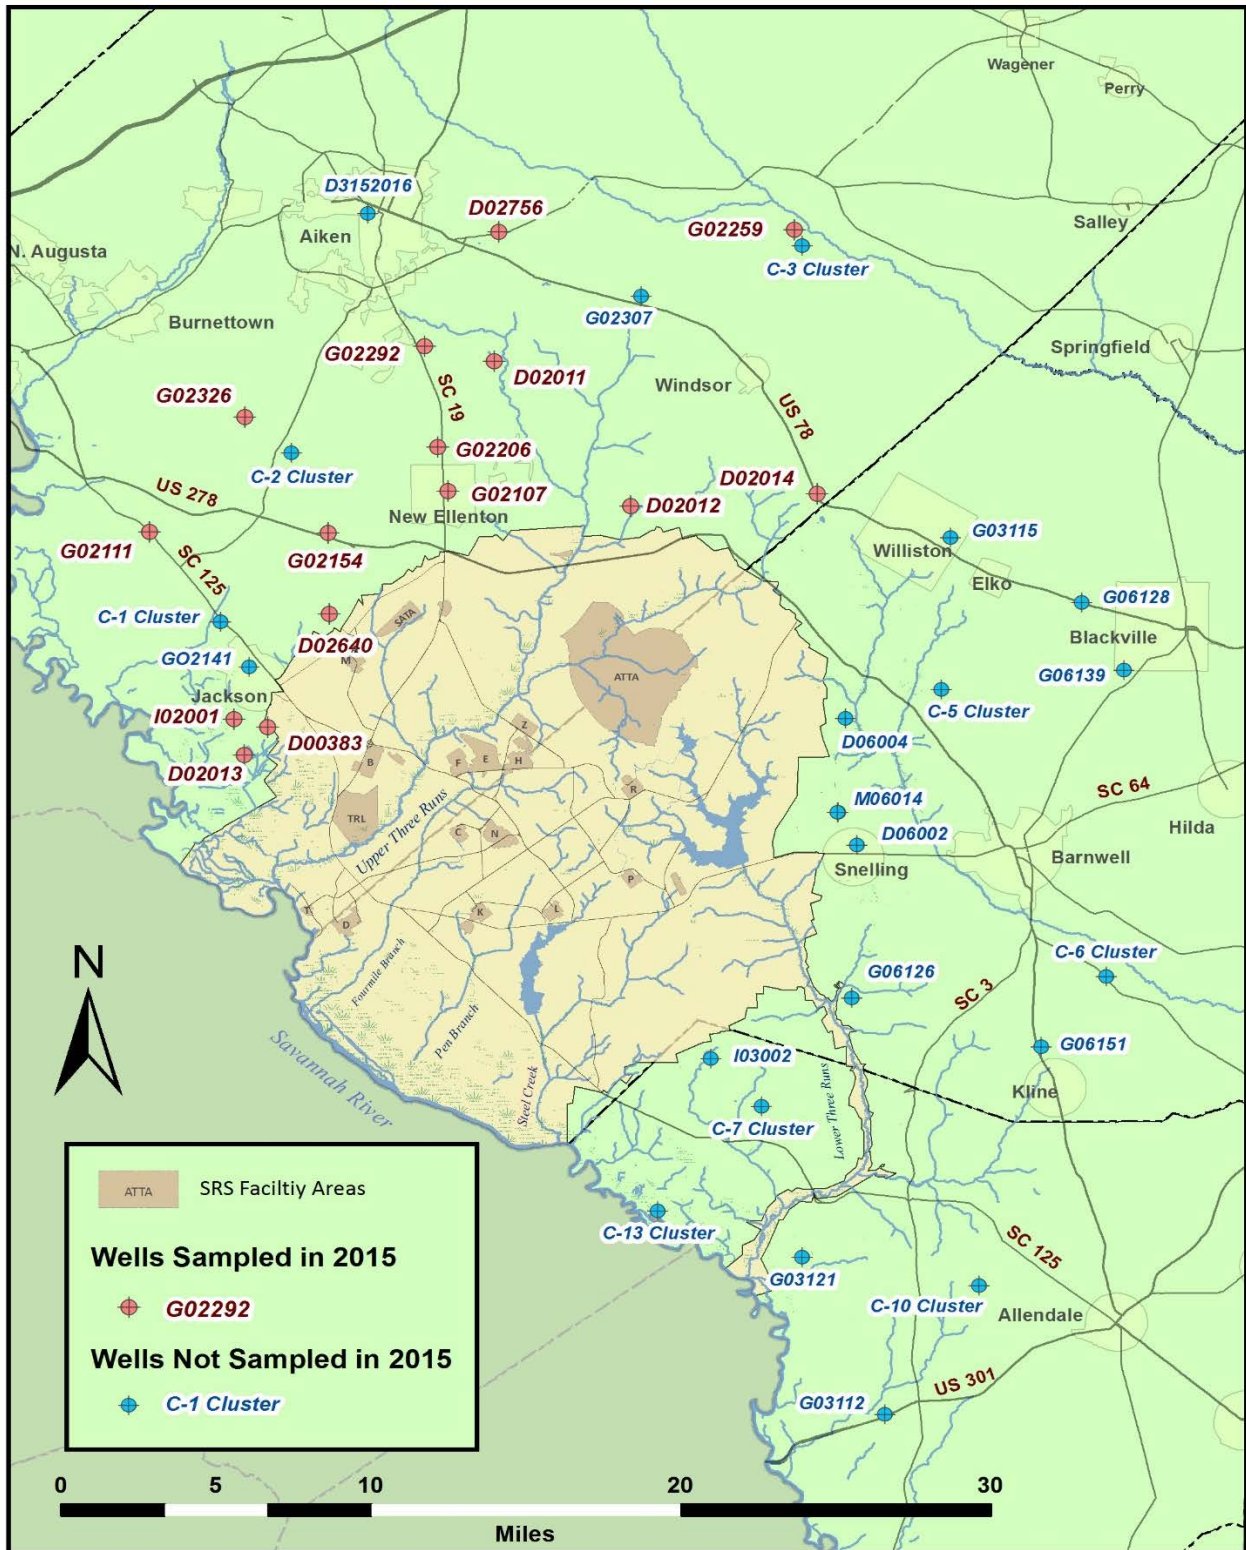 Wagener
Perry
D3152016
D02756
G02259
Aiken
Salley
N. Augusta
C-3 Cluster
G02307
Burnettown
G02292
Springfield
D02011
Windsor
SC 19
US 78
G02326
G02206
C-2 Cluster
D02014
US 278
G02107
D02012
New Ellenton
G03115
G02111
G02154
Williston
SC 125
Elko
G06128
C-1 Cluster
SATA
Blackville
D02640
M
GO2141
ATTA
G06139
Jackson
C-5 Cluster
I02001
Z
D00383
D06004
D02013
B
F
E
H
R
SC 64
M06014
TRL
Upper Three Runs
Hilda
C
N
D06002
Barnwell
Snelling
P
T
D
K
L
N
Fourmile Branch
C-6 Cluster
G06126
SC 3
Pen Branch
G06151
Savannah River
I03002
Steel Creek
Lower Three Runs
Kline
C-7 Cluster
ATTA
SRS Faciltiy Areas
C-13 Cluster
SC 125
Wells Sampled in 2015
G03121
C-10 Cluster
G02292
Allendale
Wells Not Sampled in 2015
US 301
C-1 Cluster
G03112
0 5 10 20 30
Miles